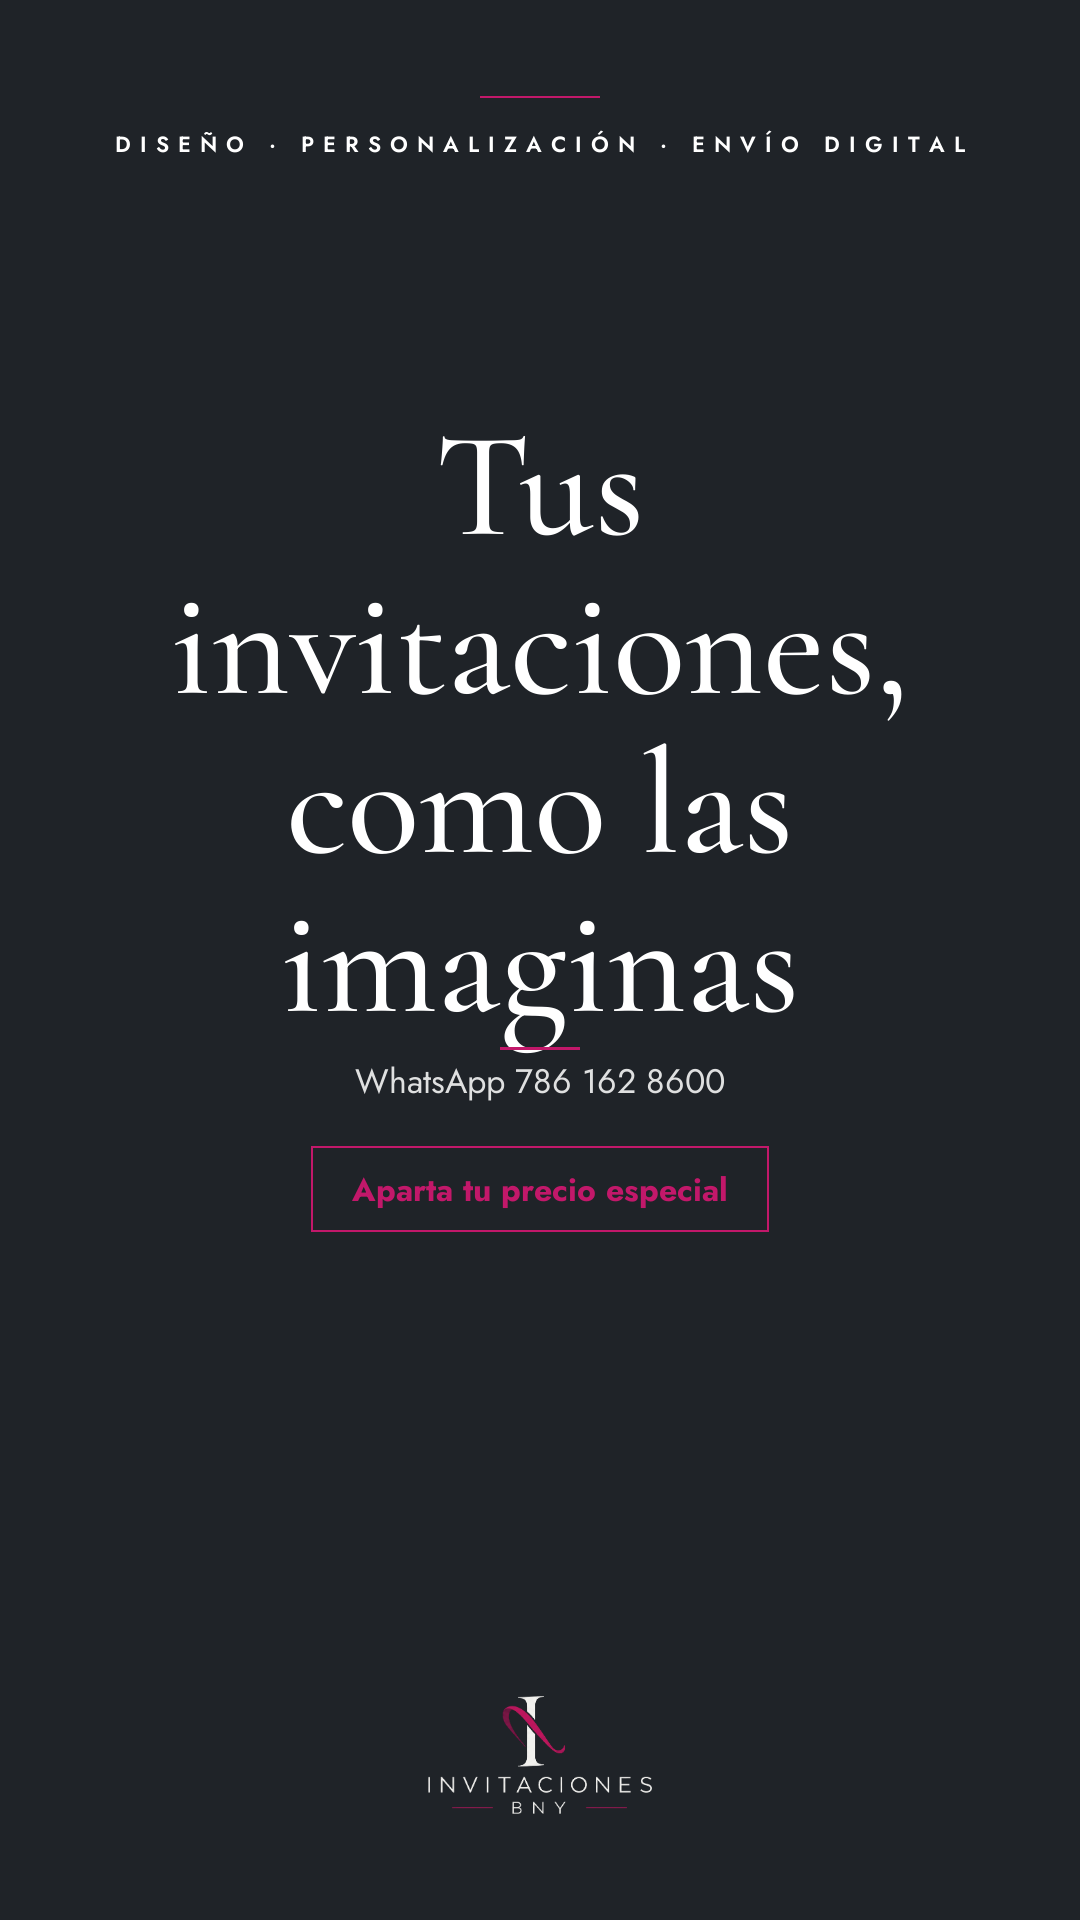 DISEÑO · PERSONALIZACIÓN · ENVÍO DIGITAL
Tus
invitaciones,
como las
imaginas
WhatsApp 786 162 8600
Aparta tu precio especial
I
INVITACIONES
BNY